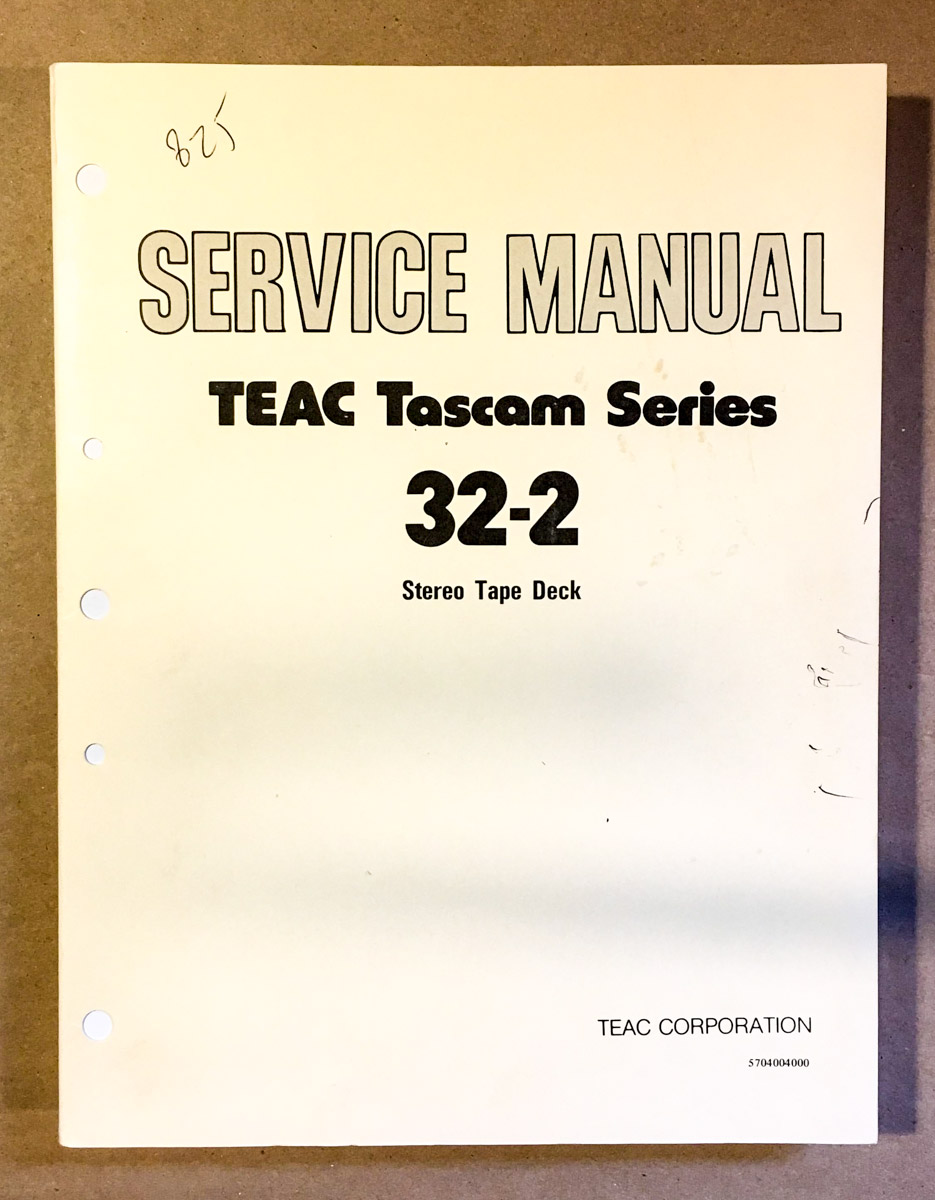 825
SERVICE MANUAL
TEAC Tascam Series
32-2
Stereo Tape Deck
TEAC CORPORATION
5704004000